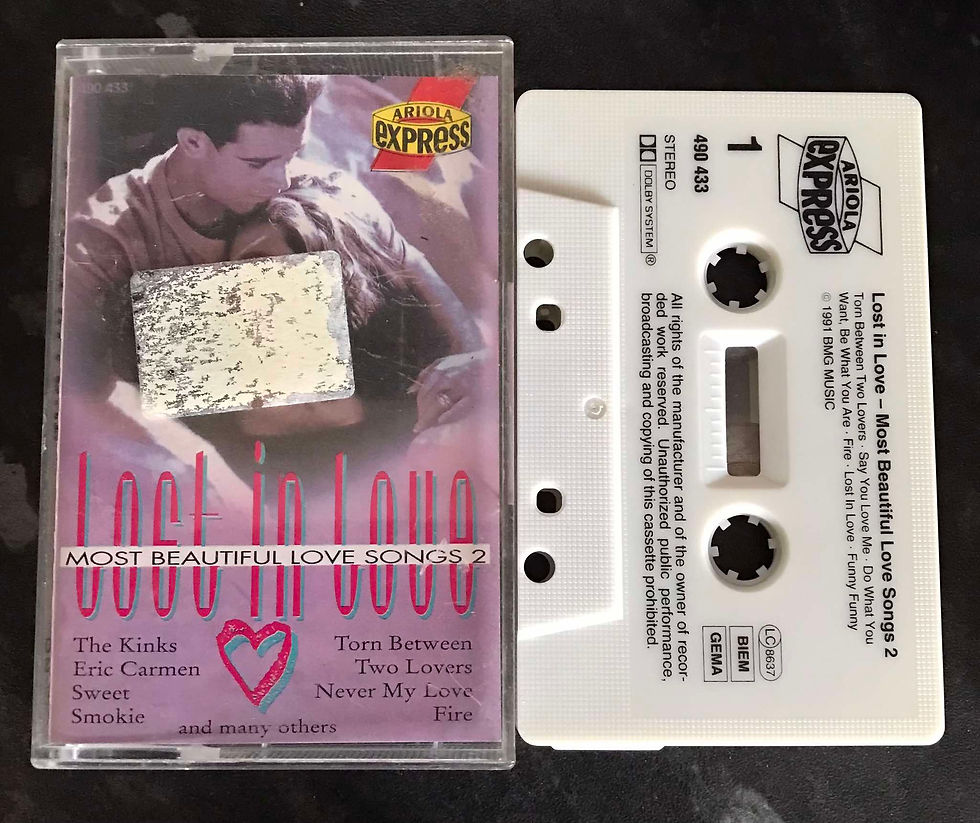 490 433
ARIOLA
EXPRESS
Lost in Love
MOST BEAUTIFUL LOVE SONGS 2
The Kinks
Eric Carmen
Sweet
Smokie
Torn Between
Two Lovers
Never My Love
Fire
and many others
ARIOLA
EXPRESS
1
490 433
STEREO
DOLBY SYSTEM ®
Lost in Love – Most Beautiful Love Songs 2
Torn Between Two Lovers · Say You Love Me · Do What You
Want, Be What You Are · Fire · Lost In Love · Funny Funny
© 1991 BMG MUSIC
All rights of the manufacturer and of the owner of recor-
ded work reserved. Unauthorized public performance,
broadcasting and copying of this cassette prohibited.
LC 8637
BIEM
GEMA